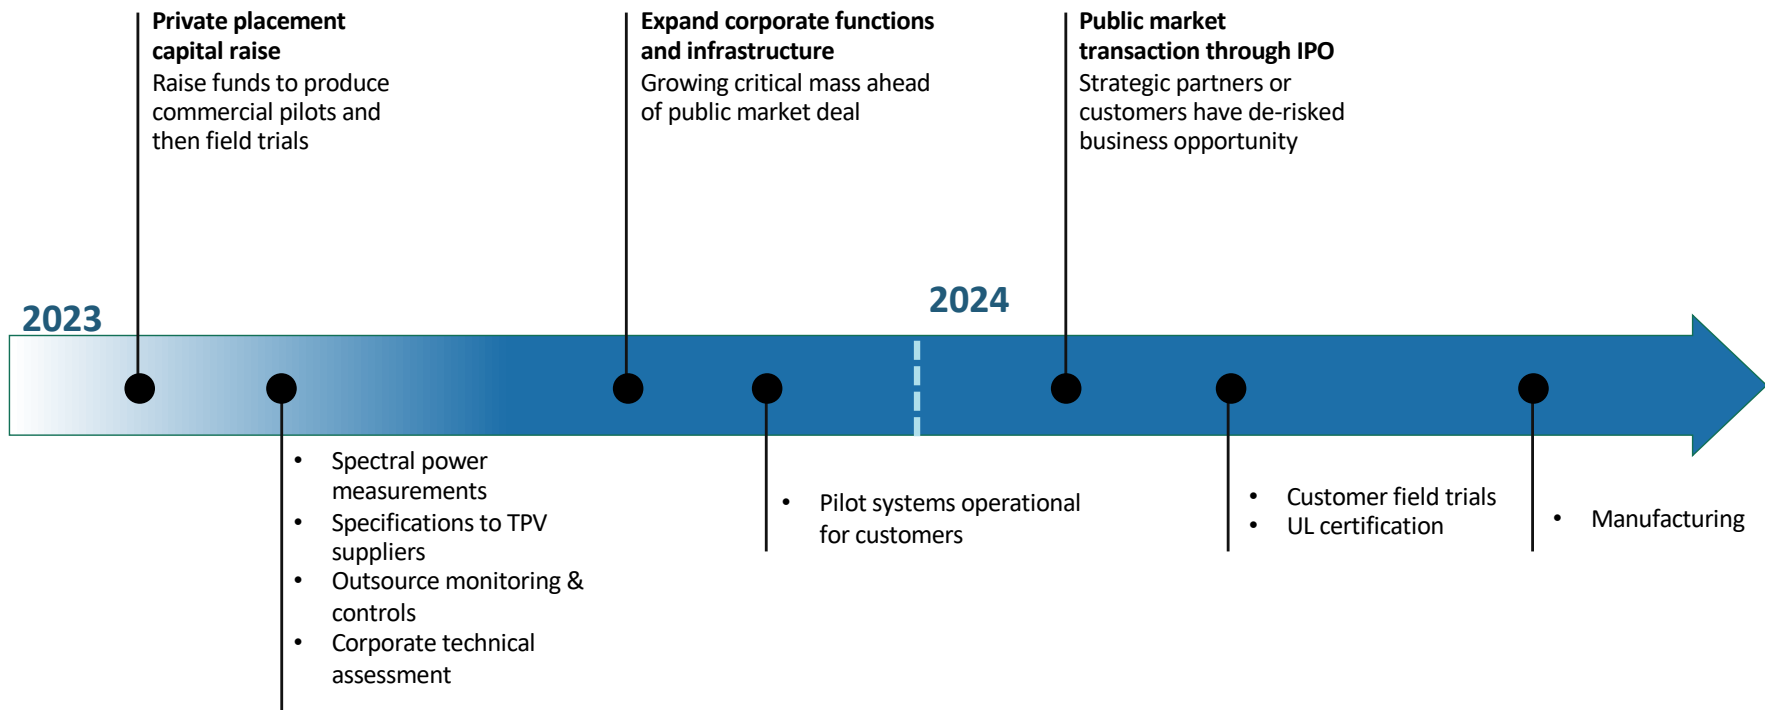 Private placement
capital raise
Raise funds to produce
commercial pilots and
then field trials
Expand corporate functions
and infrastructure
Growing critical mass ahead
of public market deal
Public market
transaction through IPO
Strategic partners or
customers have de-risked
business opportunity
2023
2024
• Spectral power
measurements
• Specifications to TPV
suppliers
• Outsource monitoring &
controls
• Corporate technical
assessment
• Pilot systems operational
for customers
• Customer field trials
• UL certification
• Manufacturing